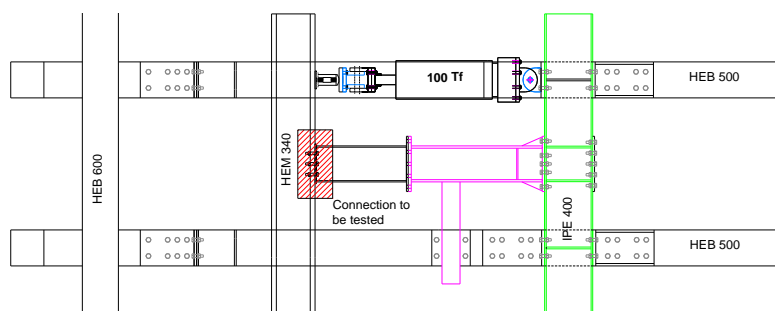 100 Tf
HEB 500
HEB 600
HEM 340
Connection to
be tested
IPE 400
HEB 500